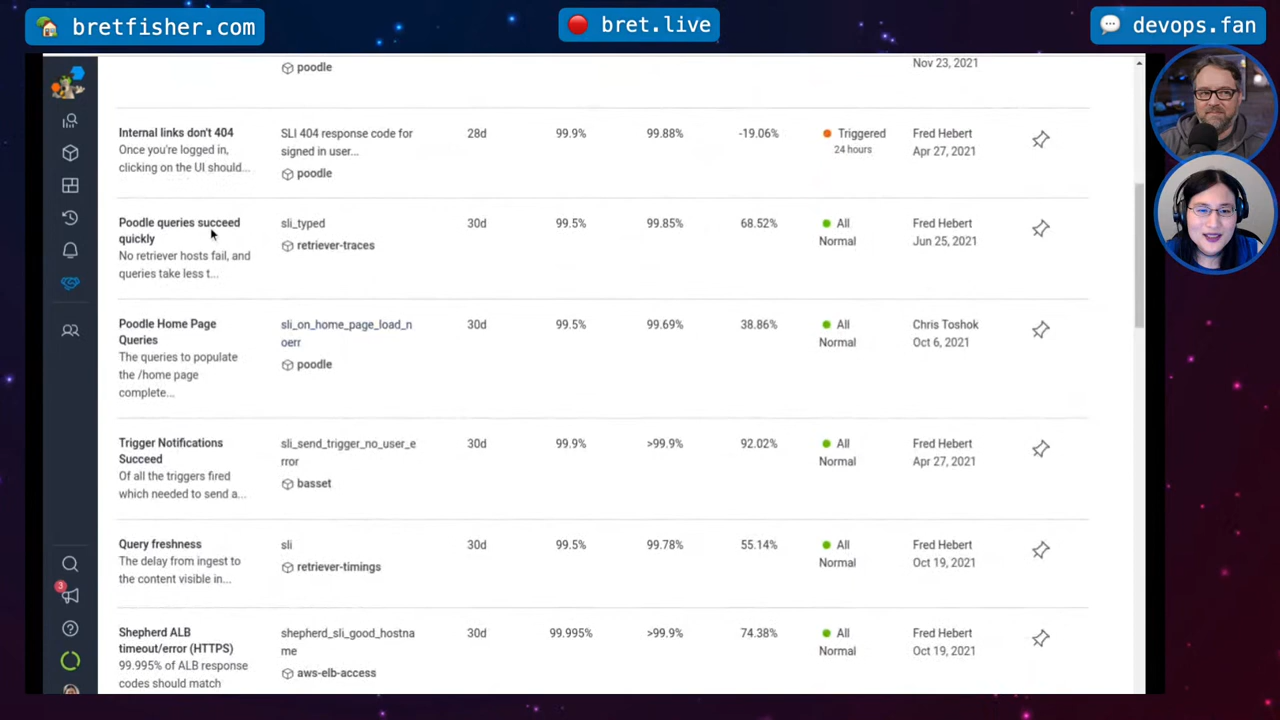 bretfisher.com
bret.live
devops.fan
poodle
Nov 23, 2021
Internal links don't 404
Once you're logged in,
clicking on the UI should...
SLI 404 response code for
signed in user...
poodle
28d
99.9%
99.88%
-19.06%
Triggered
24 hours
Fred Hebert
Apr 27, 2021
Poodle queries succeed
quickly
No retriever hosts fail, and
queries take less t...
sli_typed
retriever-traces
30d
99.5%
99.85%
68.52%
All
Normal
Fred Hebert
Jun 25, 2021
Poodle Home Page
Queries
The queries to populate
the /home page
complete...
sli_on_home_page_load_n
oerr
poodle
30d
99.5%
99.69%
38.86%
All
Normal
Chris Toshok
Oct 6, 2021
Trigger Notifications
Succeed
Of all the triggers fired
which needed to send a...
sli_send_trigger_no_user_e
rror
basset
30d
99.9%
>99.9%
92.02%
All
Normal
Fred Hebert
Apr 27, 2021
Query freshness
The delay from ingest to
the content visible in...
sli
retriever-timings
30d
99.5%
99.78%
55.14%
All
Normal
Fred Hebert
Oct 19, 2021
3
Shepherd ALB
timeout/error (HTTPS)
99.995% of ALB response
codes should match
shepherd_sli_good_hostna
me
aws-elb-access
30d
99.995%
>99.9%
74.38%
All
Normal
Fred Hebert
Oct 19, 2021